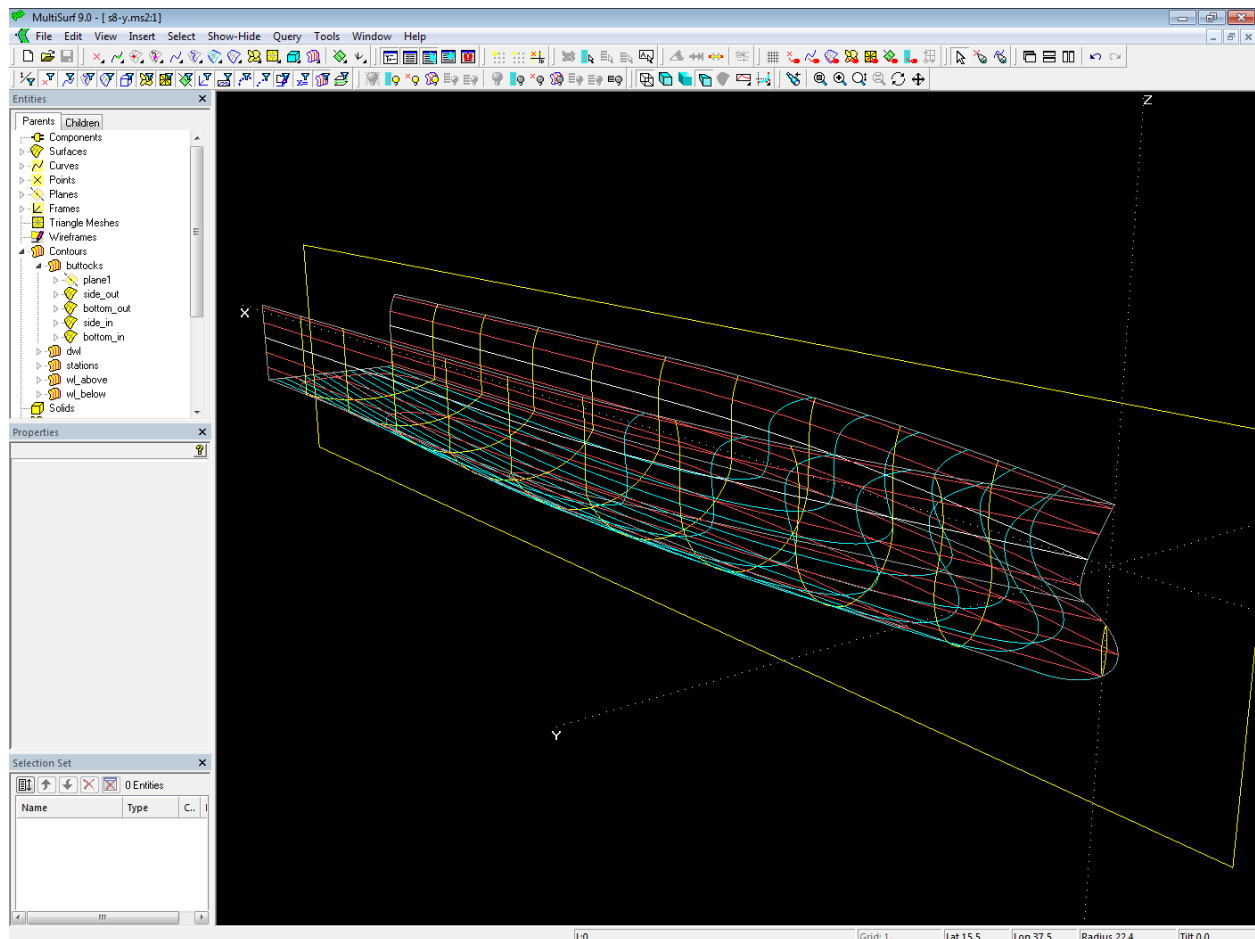 MultiSurf 9.0 - [ s8-y.ms2:1]
File Edit View Insert Select Show-Hide Query Tools Window Help
Entities
Parents Children
Components
Surfaces
Curves
Points
Planes
Frames
Triangle Meshes
Wireframes
Contours
buttocks
plane1
side_out
bottom_out
side_in
bottom_in
dwl
stations
wl_above
wl_below
Solids
Properties
Selection Set
0 Entities
Name Type C..
Z
X
Y
L:0 Grid: 1 Lat 15.5 Lon 37.5 Radius 22.4 Tilt 0.0